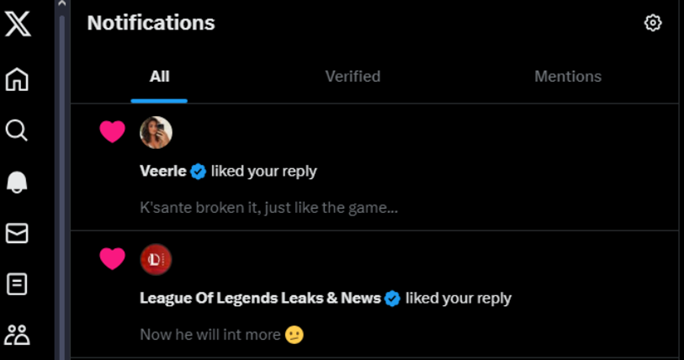 Notifications
All Verified Mentions
Veerle liked your reply
K'sante broken it, just like the game...
League Of Legends Leaks & News liked your reply
Now he will int more 🫤